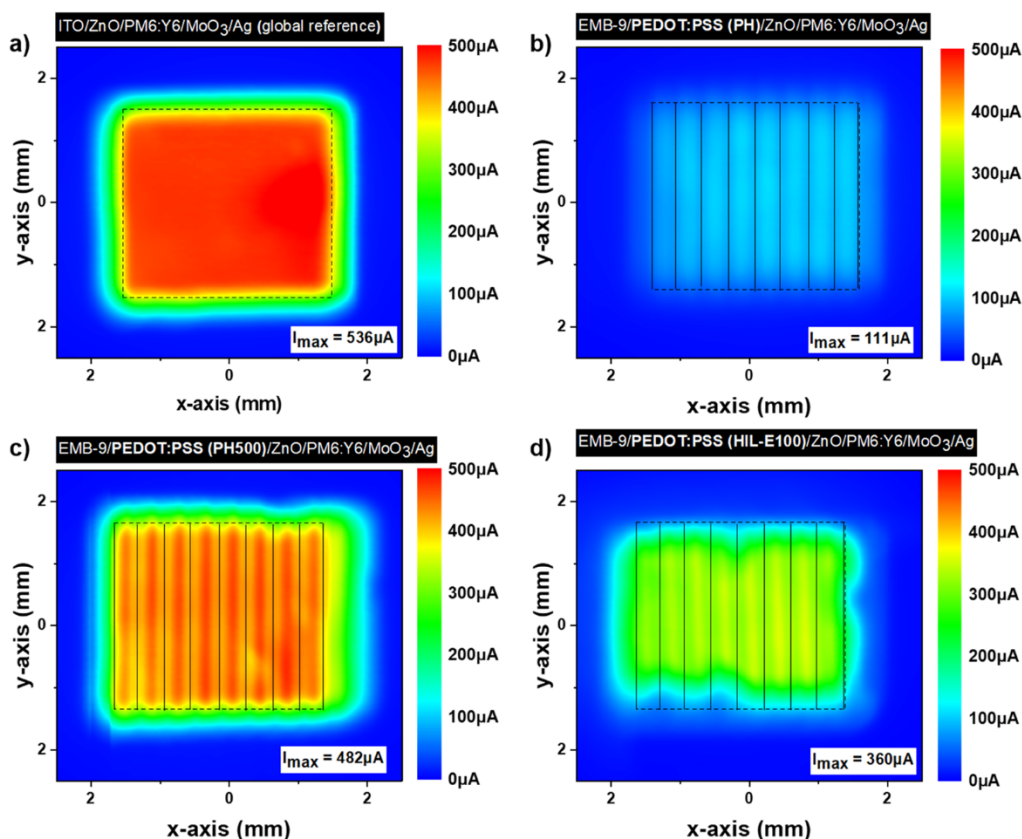 a)
ITO/ZnO/PM6:Y6/MoO3/Ag (global reference)
500µA
400µA
300µA
200µA
100µA
0µA
2
0
2
y-axis (mm)
2
0
2
x-axis (mm)
Imax = 536µA
b)
EMB-9/PEDOT:PSS (PH)/ZnO/PM6:Y6/MoO3/Ag
500µA
400µA
300µA
200µA
100µA
0µA
2
0
2
y-axis (mm)
2
0
2
x-axis (mm)
Imax = 111µA
c)
EMB-9/PEDOT:PSS (PH500)/ZnO/PM6:Y6/MoO3/Ag
500µA
400µA
300µA
200µA
100µA
0µA
2
0
2
y-axis (mm)
2
0
2
x-axis (mm)
Imax = 482µA
d)
EMB-9/PEDOT:PSS (HIL-E100)/ZnO/PM6:Y6/MoO3/Ag
500µA
400µA
300µA
200µA
100µA
0µA
2
0
2
y-axis (mm)
2
0
2
x-axis (mm)
Imax = 360µA